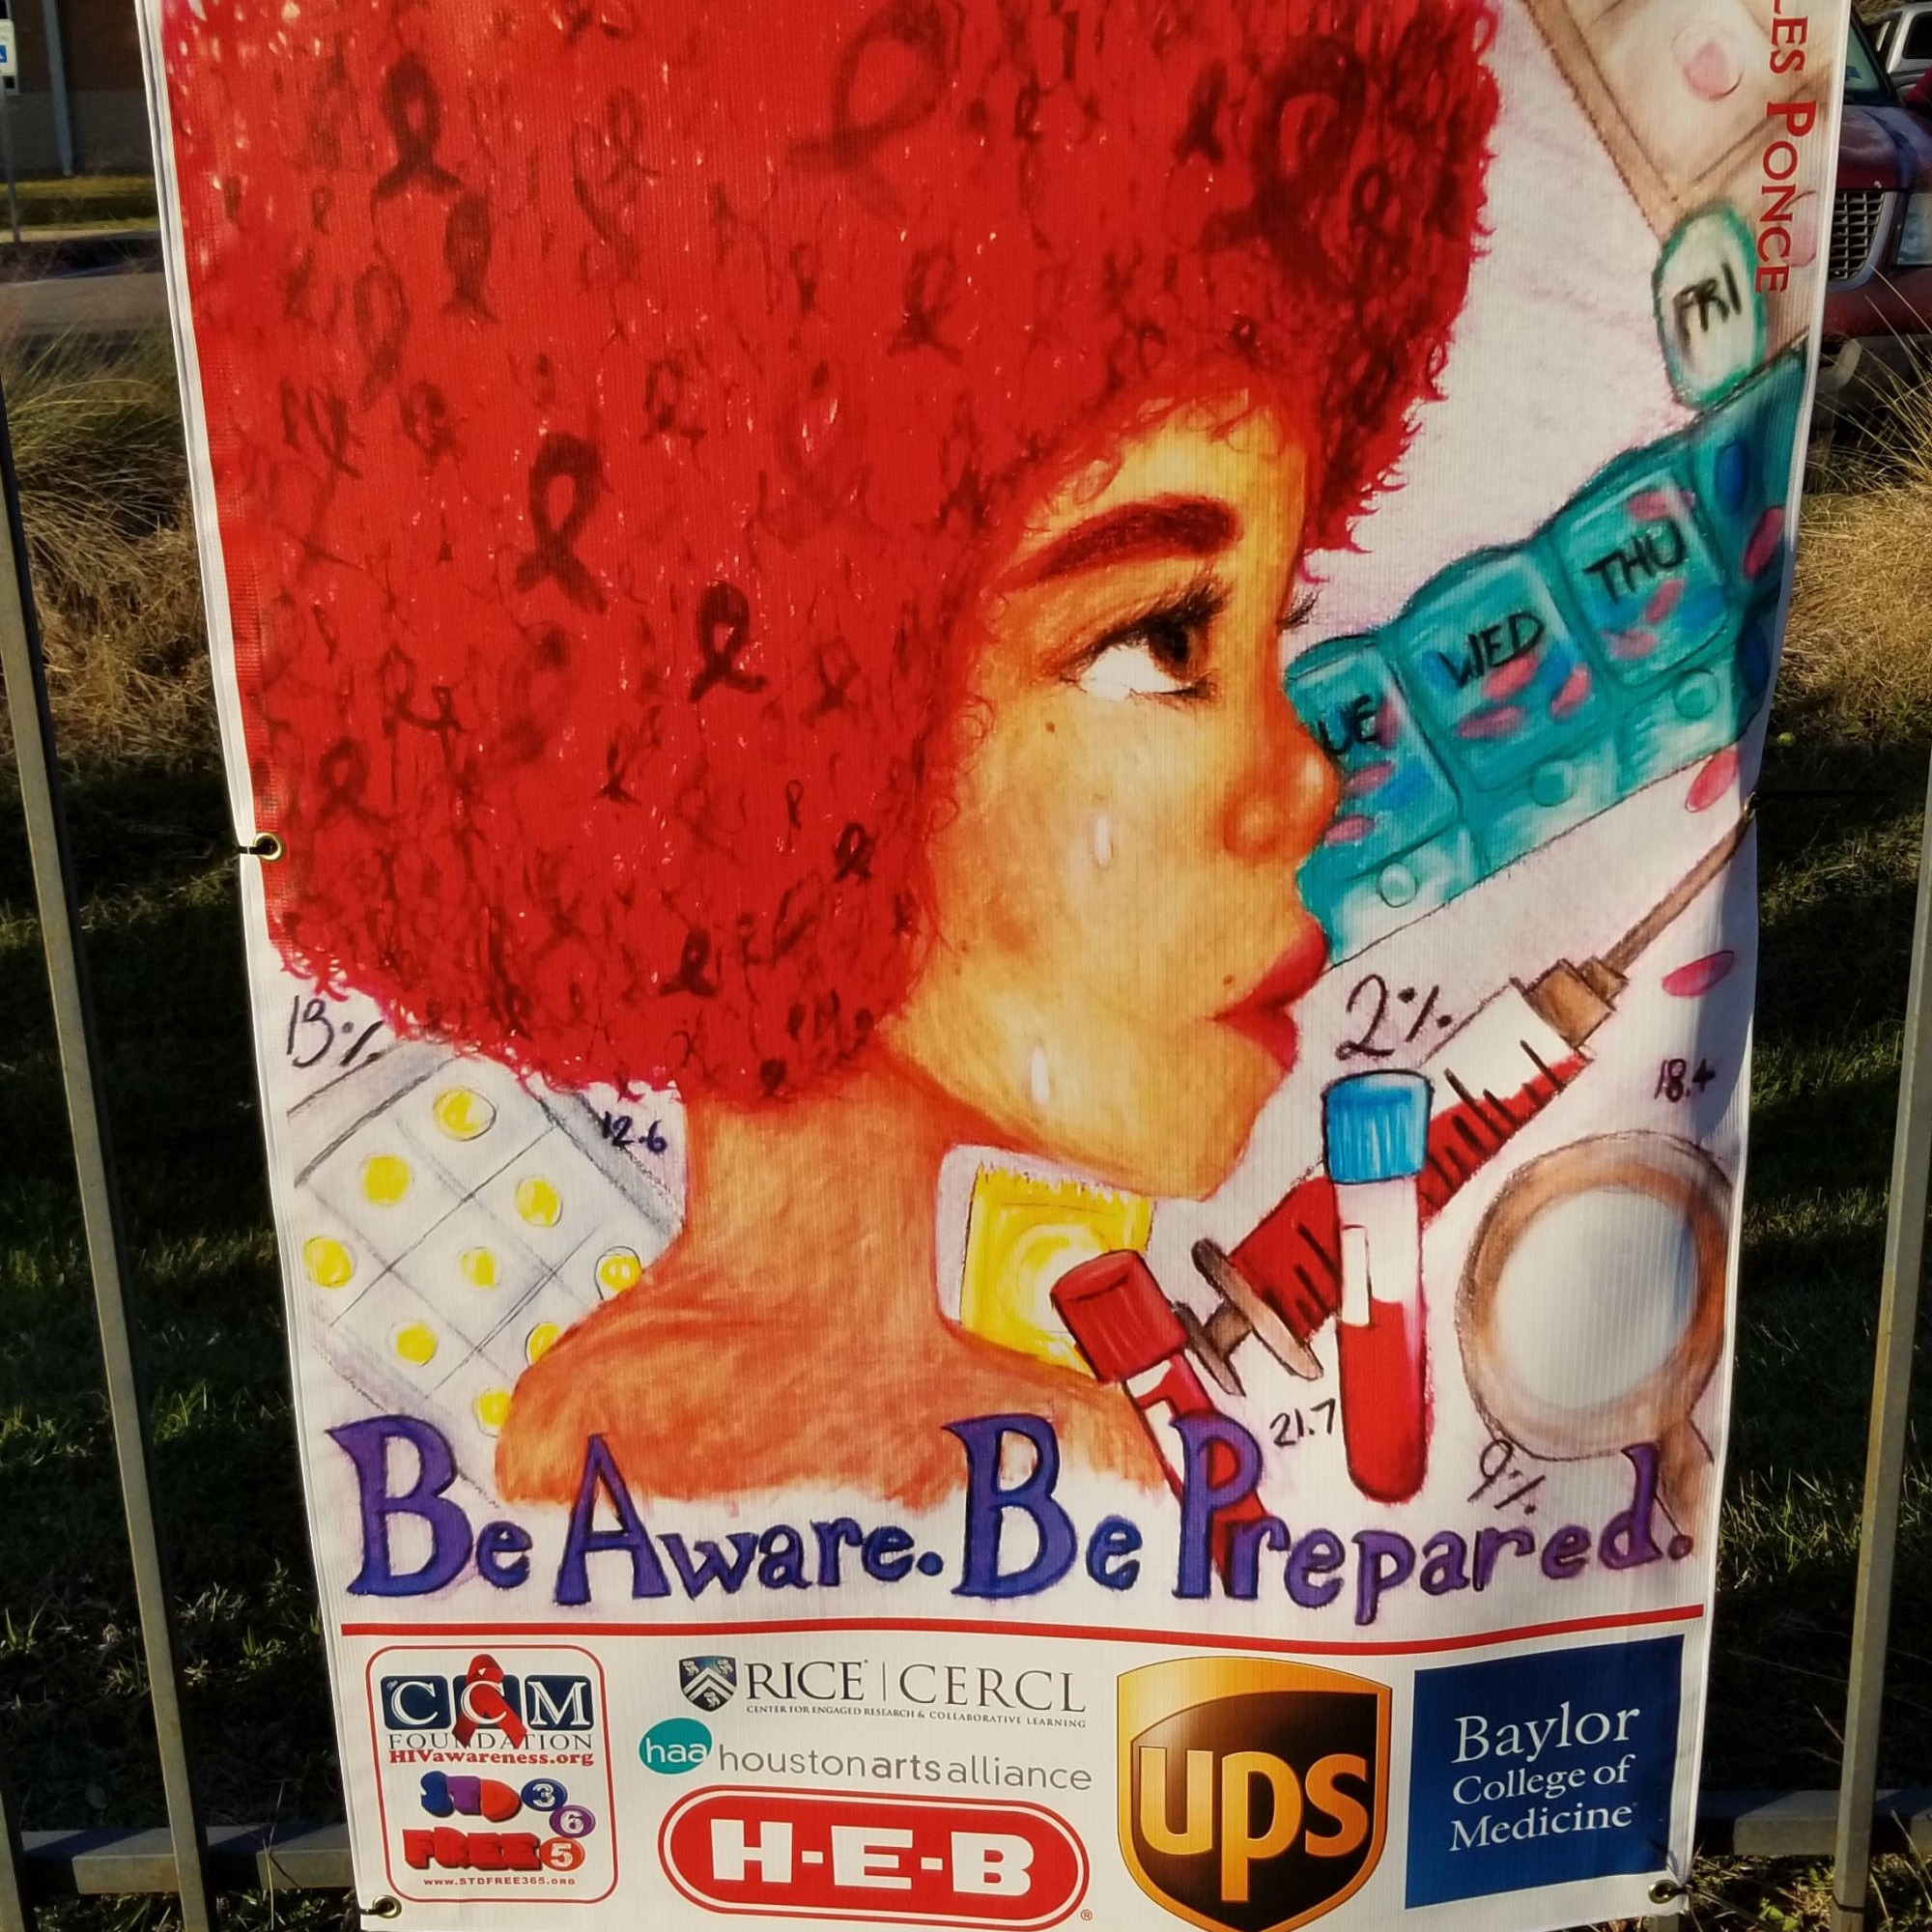 LES PONCE
FRI
THU
WED
UE
13%
2%
18.4
12.6
21.7
9%
Be Aware. Be Prepared.
CCM
FOUNDATION
HIVawareness.org
STD 365
FREE
www.STDFREE365.org
RICE | CERCL
CENTER FOR ENGAGED RESEARCH & COLLABORATIVE LEARNING
haa houstonartsalliance
H-E-B
ups
Baylor
College of
Medicine